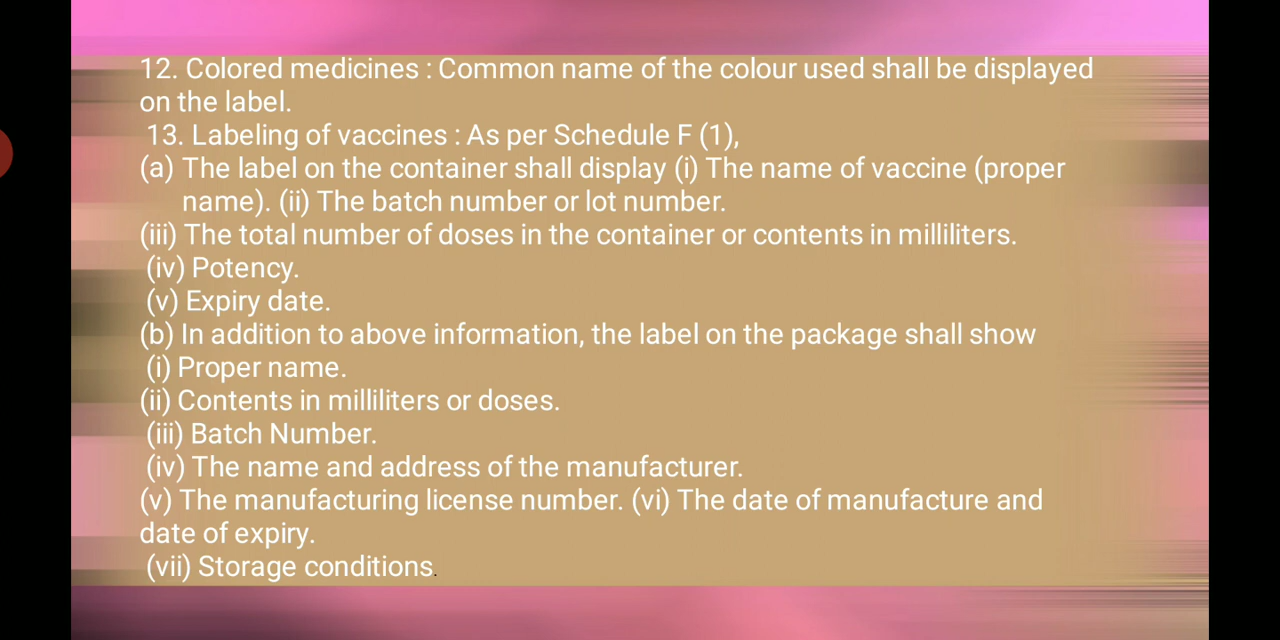 12. Colored medicines : Common name of the colour used shall be displayed
on the label.
13. Labeling of vaccines : As per Schedule F (1),
(a) The label on the container shall display (i) The name of vaccine (proper
name). (ii) The batch number or lot number.
(iii) The total number of doses in the container or contents in milliliters.
(iv) Potency.
(v) Expiry date.
(b) In addition to above information, the label on the package shall show
(i) Proper name.
(ii) Contents in milliliters or doses.
(iii) Batch Number.
(iv) The name and address of the manufacturer.
(v) The manufacturing license number. (vi) The date of manufacture and
date of expiry.
(vii) Storage conditions.